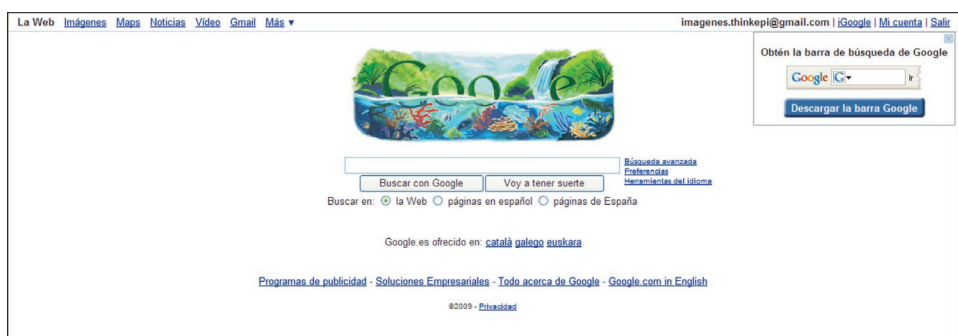 La Web Imágenes Maps Noticias Vídeo Gmail Más ▼
imagenes.thinkepi@gmail.com | iGoogle | Mi cuenta | Salir
Obtén la barra de búsqueda de Google
Google G Ir
Descargar la barra Google
Google
Búsqueda avanzada
Preferencias
Herramientas del idioma
Buscar con Google Voy a tener suerte
Buscar en: la Web páginas en español páginas de España
Google.es ofrecido en: català galego euskara
Programas de publicidad - Soluciones Empresariales - Todo acerca de Google - Google.com in English
©2009 - Privacidad